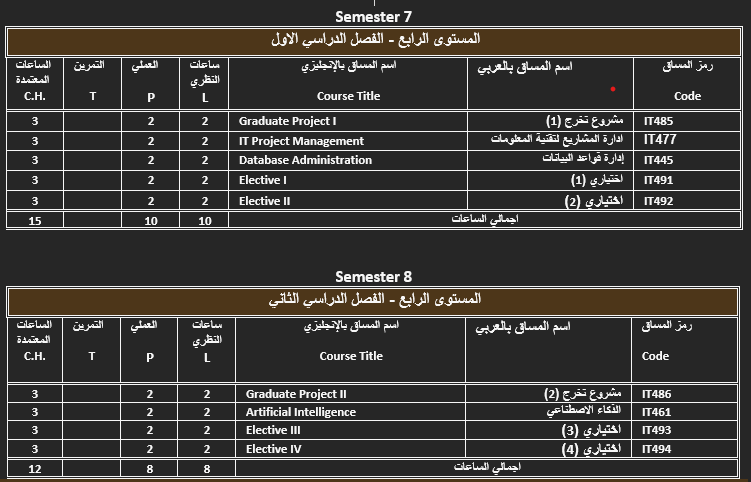 Semester 7
المستوى الرابع - الفصل الدراسي الاول
رمز المساق Code | اسم المساق بالعربي | اسم المساق بالإنجليزي Course Title | ساعات النظري L | العملي P | التمرين T | الساعات المعتمدة C.H.
IT485 | مشروع تخرج (1) | Graduate Project I | 2 | 2 | | 3
IT477 | ادارة المشاريع لتقنية المعلومات | IT Project Management | 2 | 2 | | 3
IT445 | إدارة قواعد البيانات | Database Administration | 2 | 2 | | 3
IT491 | اختياري (1) | Elective I | 2 | 2 | | 3
IT492 | اختياري (2) | Elective II | 2 | 2 | | 3
اجمالي الساعات | 10 | 10 | | 15
Semester 8
المستوى الرابع - الفصل الدراسي الثاني
رمز المساق Code | اسم المساق بالعربي | اسم المساق بالإنجليزي Course Title | ساعات النظري L | العملي P | التمرين T | الساعات المعتمدة C.H.
IT486 | مشروع تخرج (2) | Graduate Project II | 2 | 2 | | 3
IT461 | الذكاء الاصطناعي | Artificial Intelligence | 2 | 2 | | 3
IT493 | اختياري (3) | Elective III | 2 | 2 | | 3
IT494 | اختياري (4) | Elective IV | 2 | 2 | | 3
اجمالي الساعات | 8 | 8 | | 12